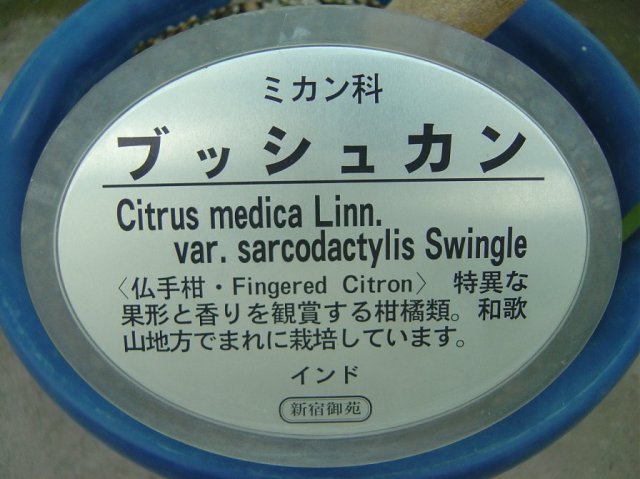 ミカン科
ブッシュカン
Citrus medica Linn.
var. sarcodactylis Swingle
〈仏手柑・Fingered Citron〉 特異な
果形と香りを観賞する柑橘類。和歌
山地方でまれに栽培しています。
インド
新宿御苑